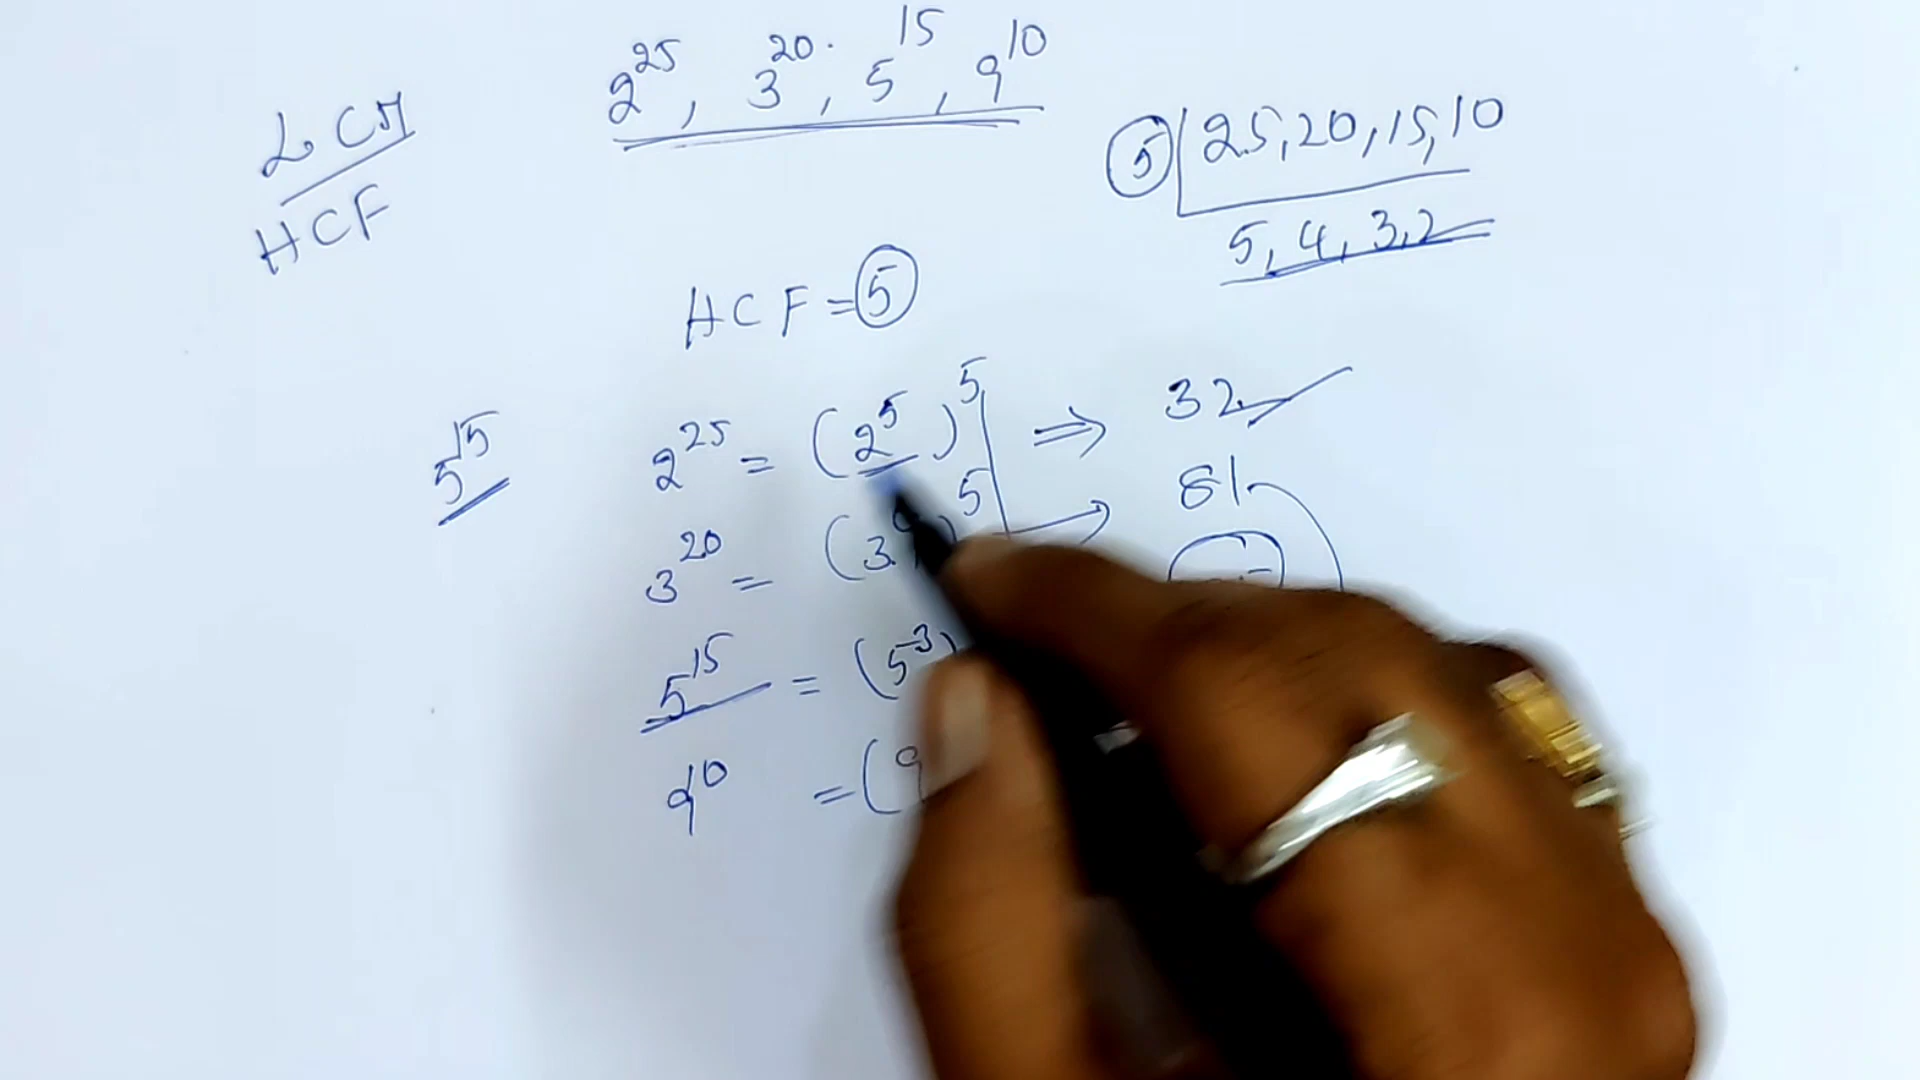 2^25, 3^20, 5^15, 9^10
LCM
HCF
5 | 25, 20, 15, 10
5, 4, 3, 2
HCF = 5
5^15
2^25 = (2^5)^5 ⇒ 32
3^20 = (3 )^5 → 81
5^15 = (5^3)
9^10 = (9